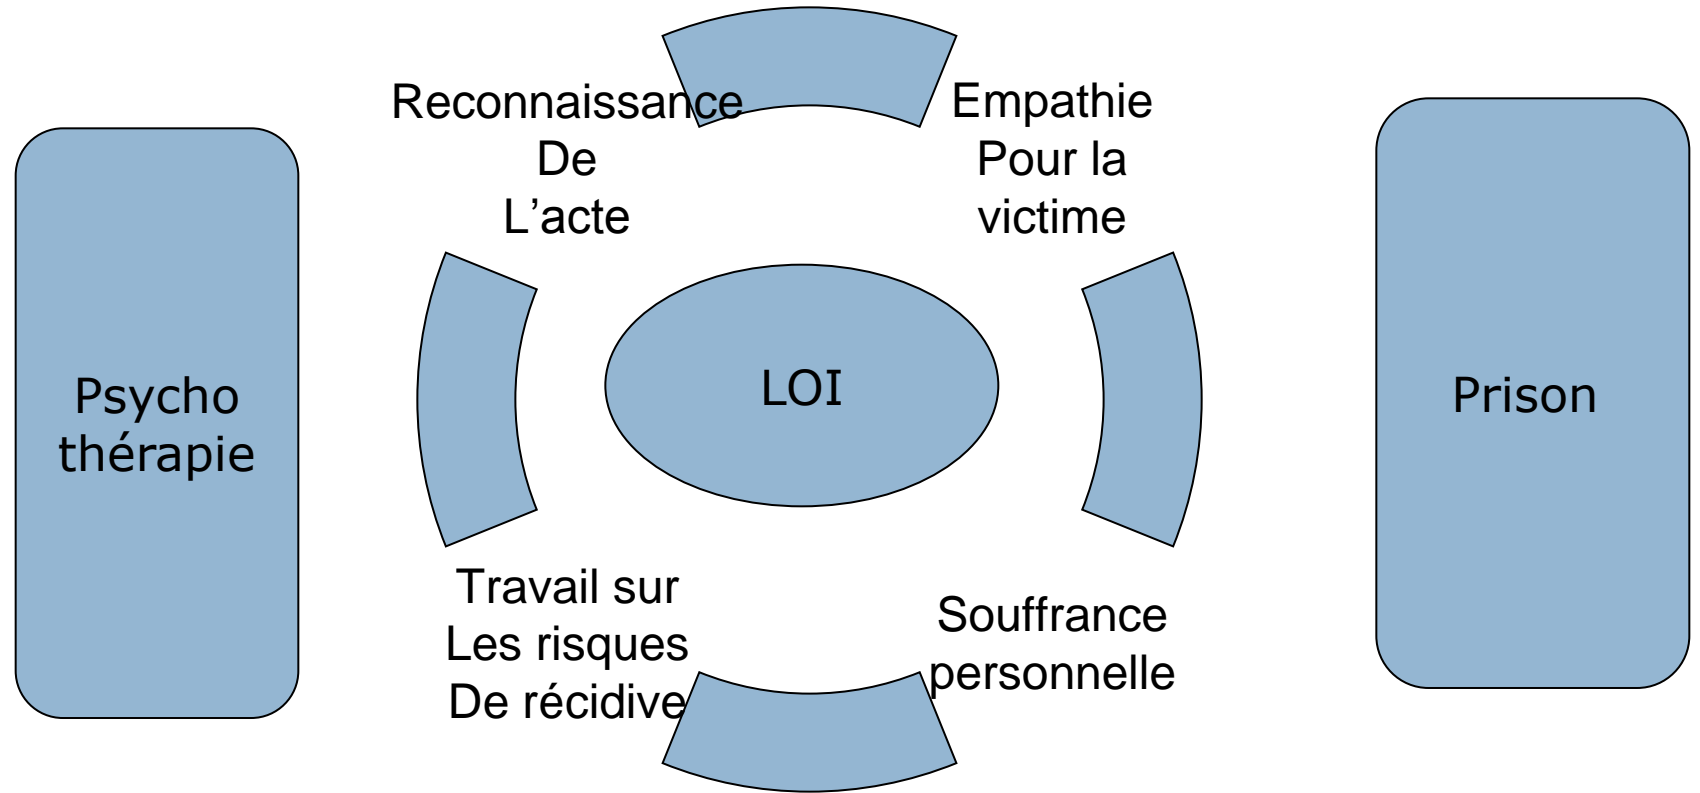 Reconnaissance
De
L’acte
Empathie
Pour la
victime
Psycho
thérapie
LOI
Prison
Travail sur
Les risques
De récidive
Souffrance
personnelle